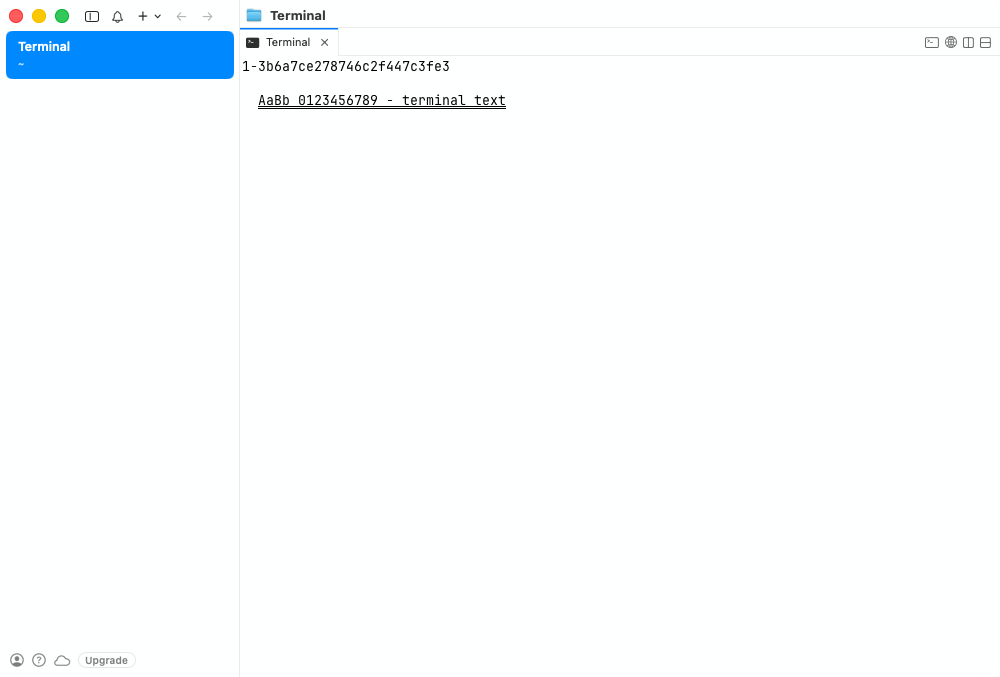 Terminal
Terminal
~
Terminal
1-3b6a7ce278746c2f447c3fe3
AaBb 0123456789 - terminal text
Upgrade